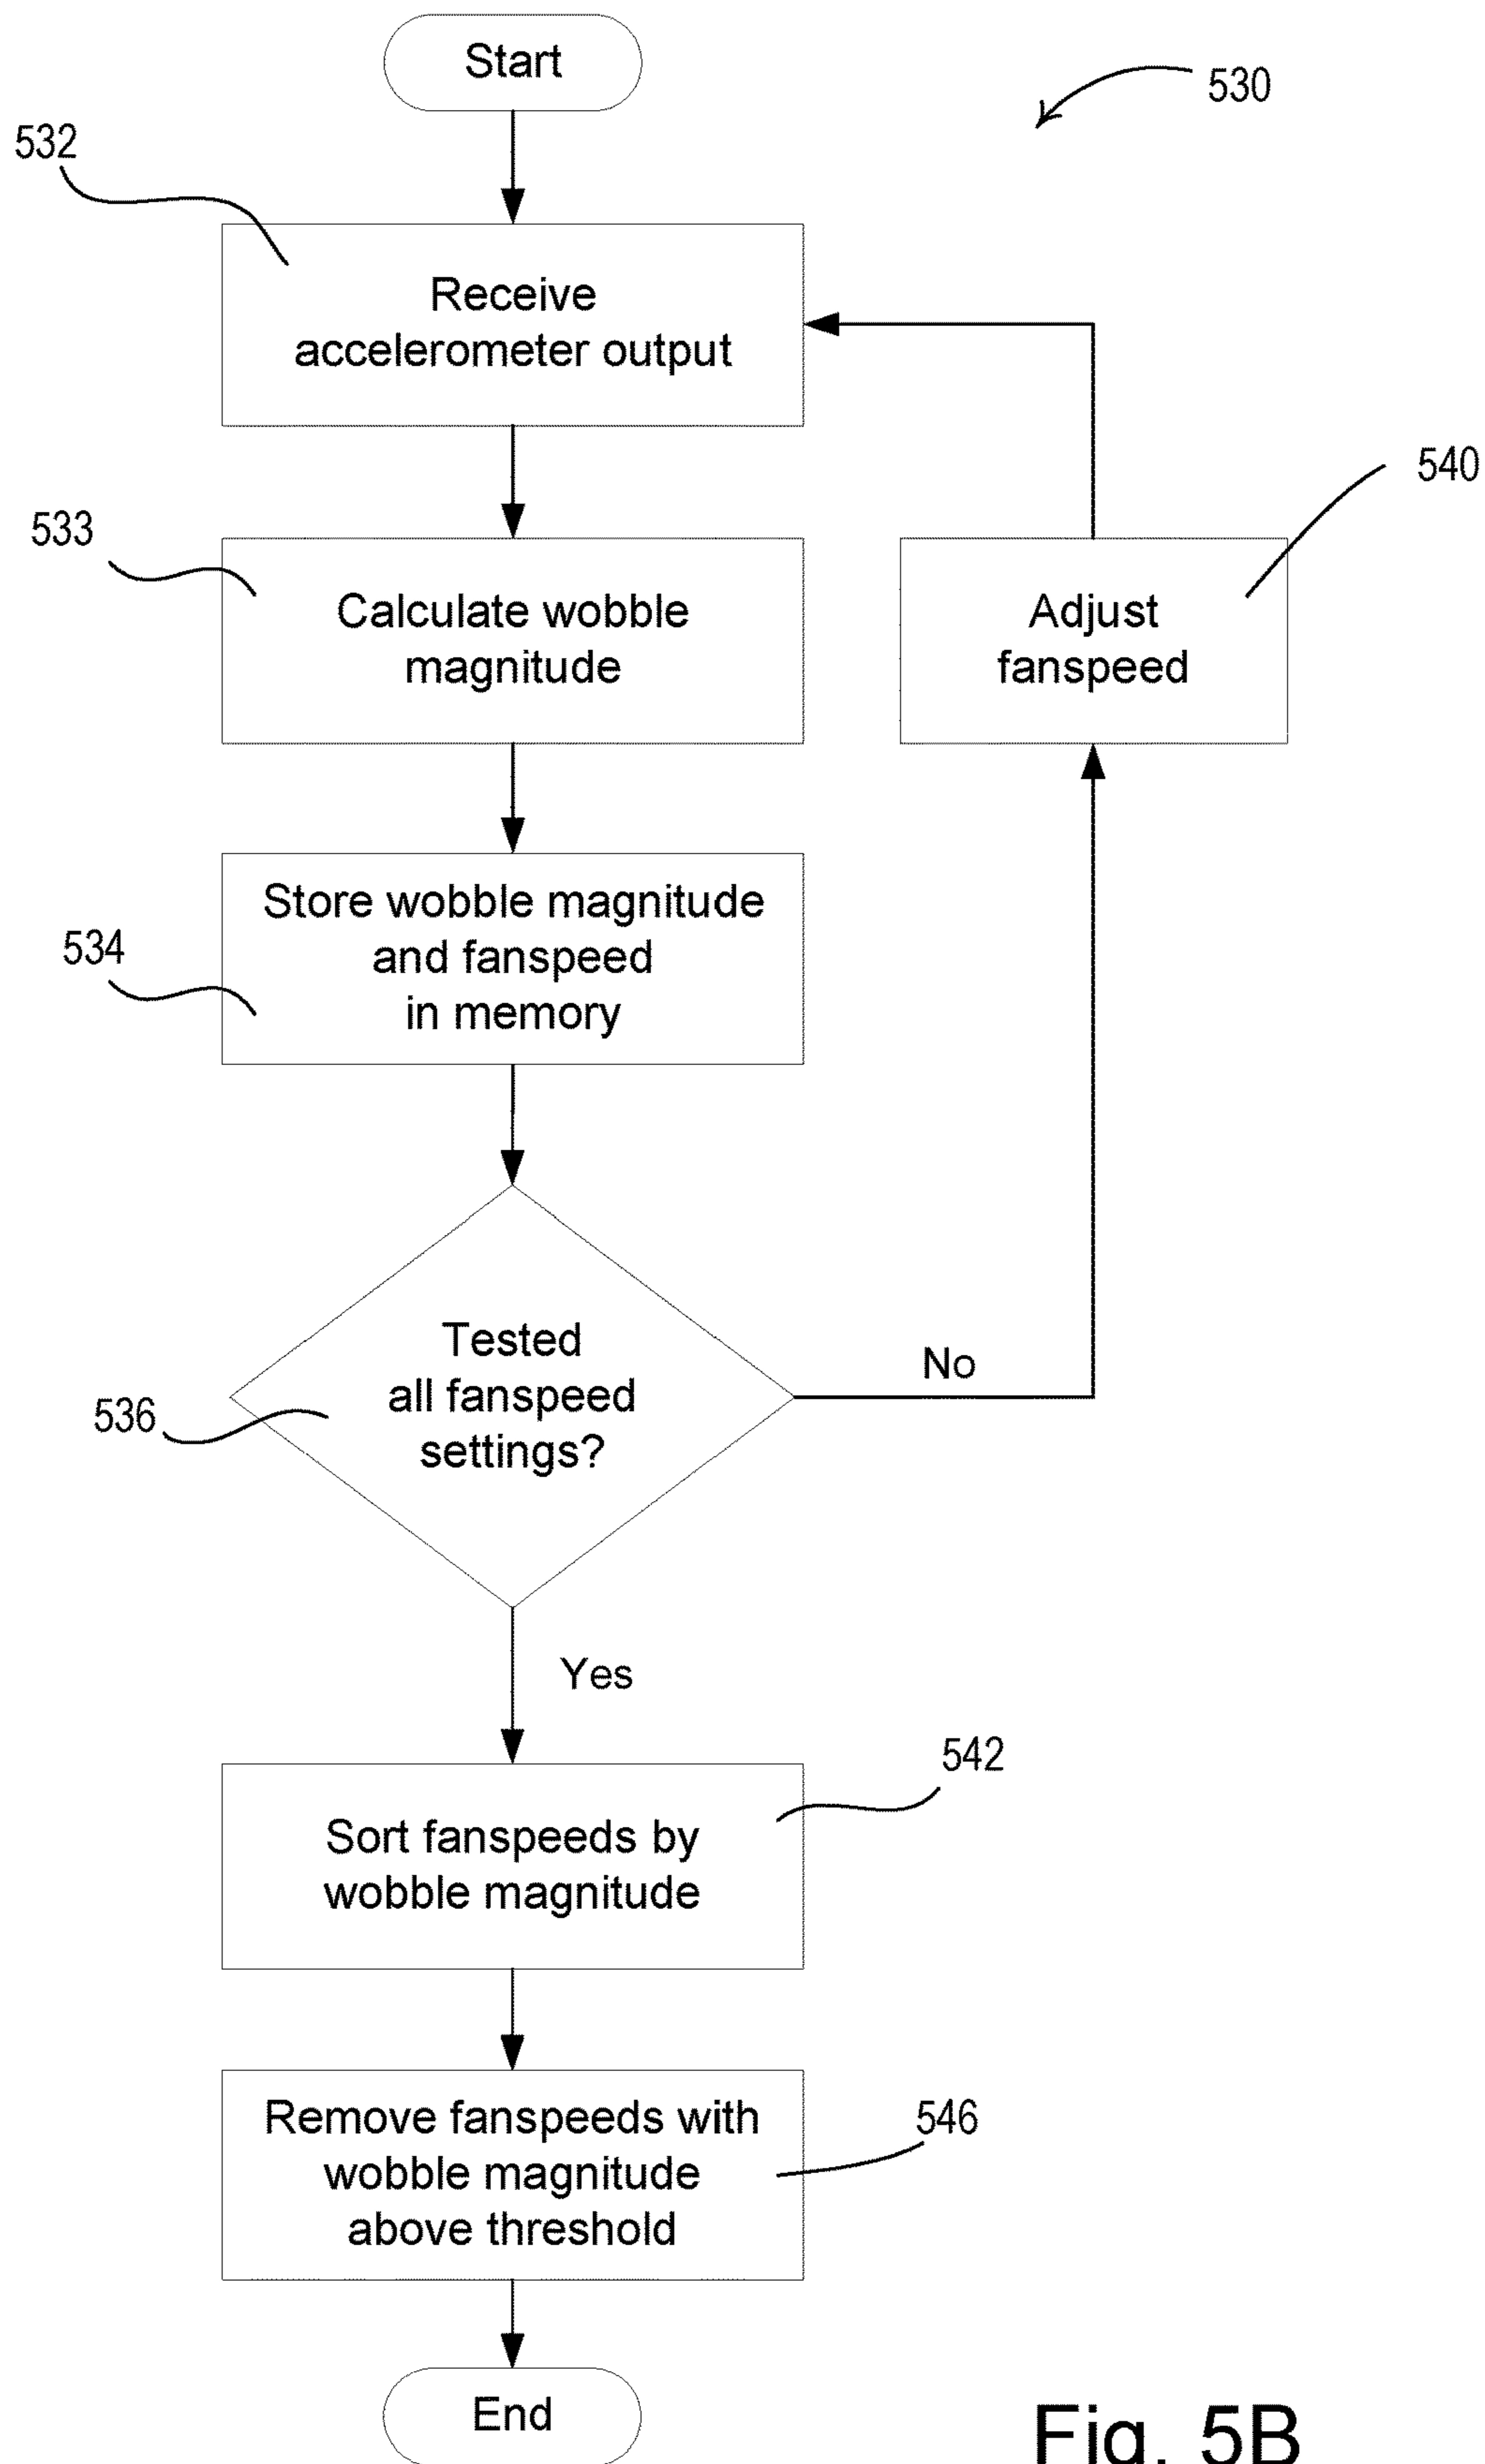 Start
530
532
Receive
accelerometer output
540
533
Calculate wobble
magnitude
Adjust
fanspeed
Store wobble magnitude
and fanspeed
in memory
534
Tested
all fanspeed
settings?
No
536
Yes
542
Sort fanspeeds by
wobble magnitude
Remove fanspeeds with
wobble magnitude
above threshold
546
End
Fig. 5B